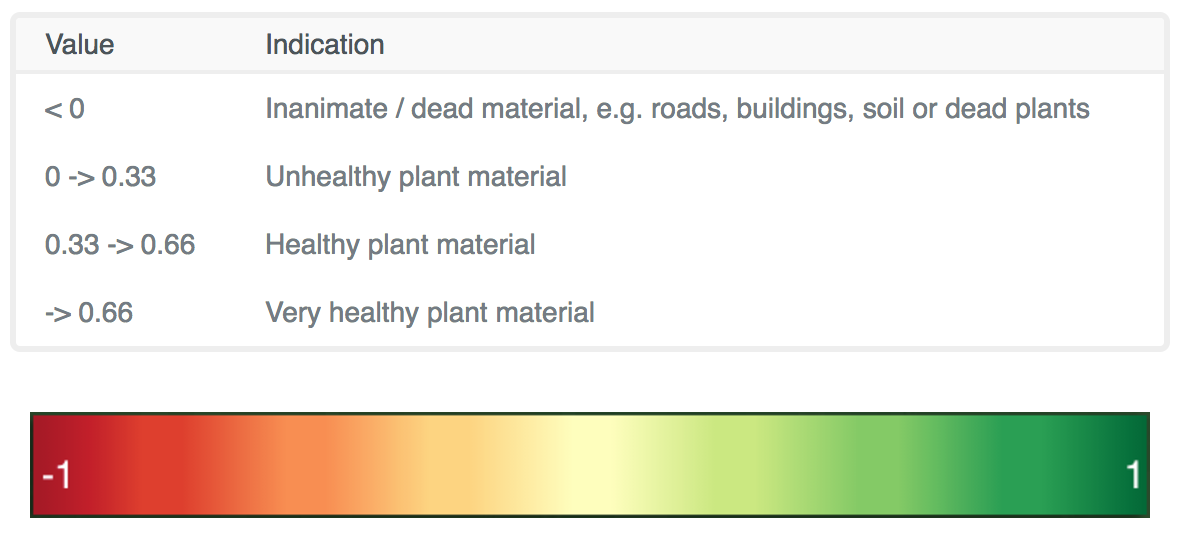 Value Indication
< 0 Inanimate / dead material, e.g. roads, buildings, soil or dead plants
0 -> 0.33 Unhealthy plant material
0.33 -> 0.66 Healthy plant material
-> 0.66 Very healthy plant material
-1 1